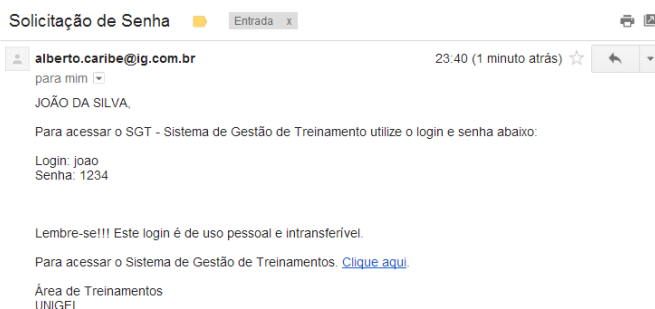 Solicitação de Senha Entrada x
alberto.caribe@ig.com.br 23:40 (1 minuto atrás)
para mim
JOÃO DA SILVA,
Para acessar o SGT - Sistema de Gestão de Treinamento utilize o login e senha abaixo:
Login: joao
Senha: 1234
Lembre-se!!! Este login é de uso pessoal e intransferível.
Para acessar o Sistema de Gestão de Treinamentos. Clique aqui.
Área de Treinamentos
UNIGEL